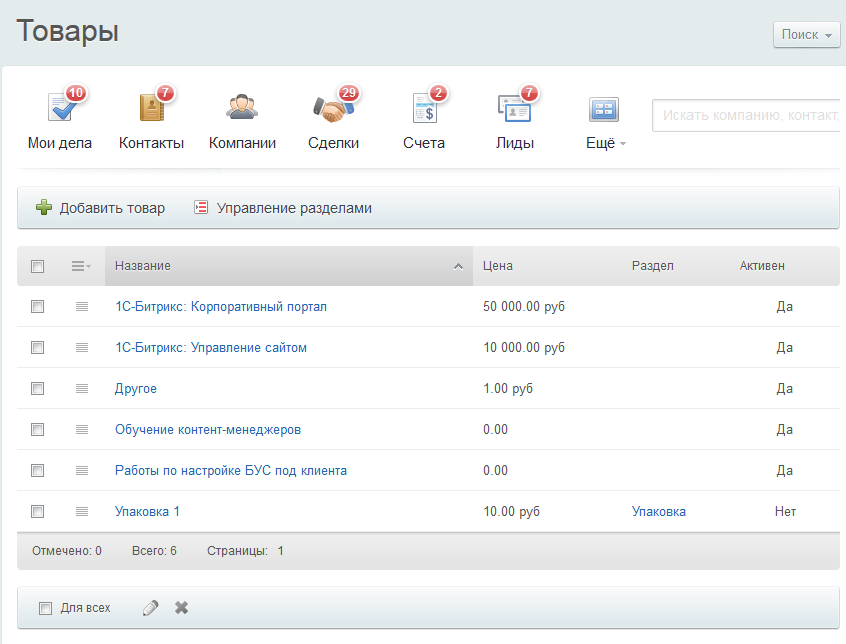 Товары
Поиск
10 7 29 2 7
Мои дела Контакты Компании Сделки Счета Лиды Ещё
Искать компанию, контакт,
Добавить товар Управление разделами
Название Цена Раздел Активен
1С-Битрикс: Корпоративный портал 50 000.00 руб Да
1С-Битрикс: Управление сайтом 10 000.00 руб Да
Другое 1.00 руб Да
Обучение контент-менеджеров 0.00 Да
Работы по настройке БУС под клиента 0.00 Да
Упаковка 1 10.00 руб Упаковка Нет
Отмечено: 0 Всего: 6 Страницы: 1
Для всех